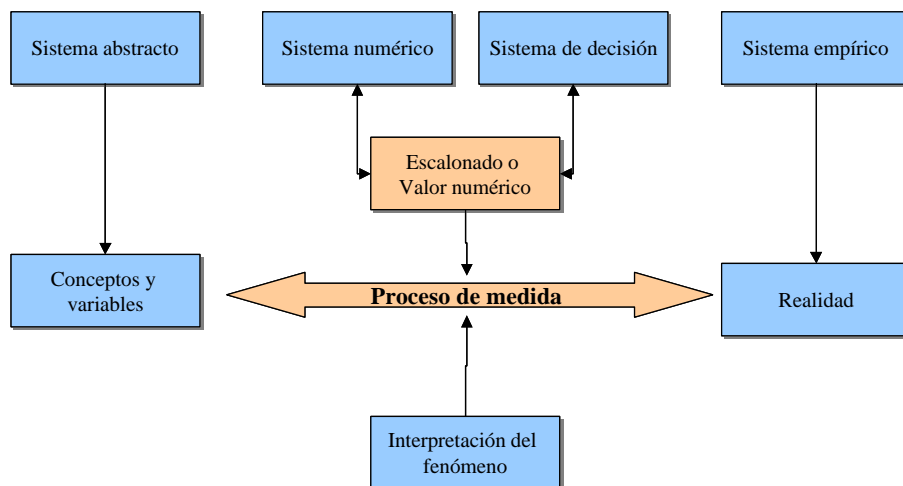 Sistema abstracto
Sistema numérico
Sistema de decisión
Sistema empírico
Escalonado o
Valor numérico
Conceptos y
variables
Proceso de medida
Realidad
Interpretación del
fenómeno